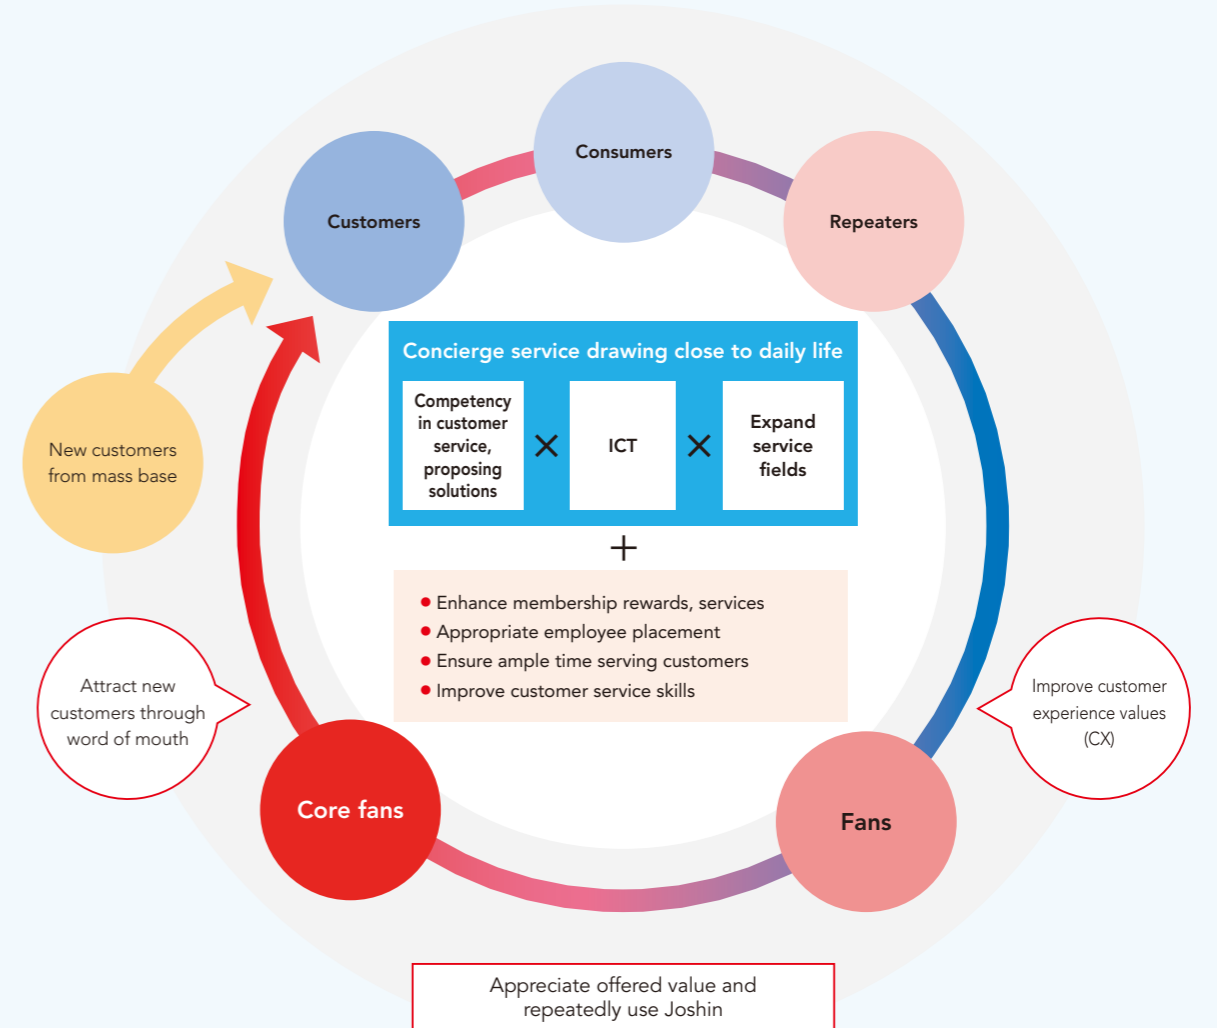 Consumers
Customers
Repeaters
New customers
from mass base
Concierge service drawing close to daily life
Competency
in customer
service,
proposing
solutions
×
ICT
×
Expand
service
fields
+
● Enhance membership rewards, services
● Appropriate employee placement
● Ensure ample time serving customers
● Improve customer service skills
Attract new
customers through
word of mouth
Improve customer
experience values
(CX)
Core fans
Fans
Appreciate offered value and
repeatedly use Joshin